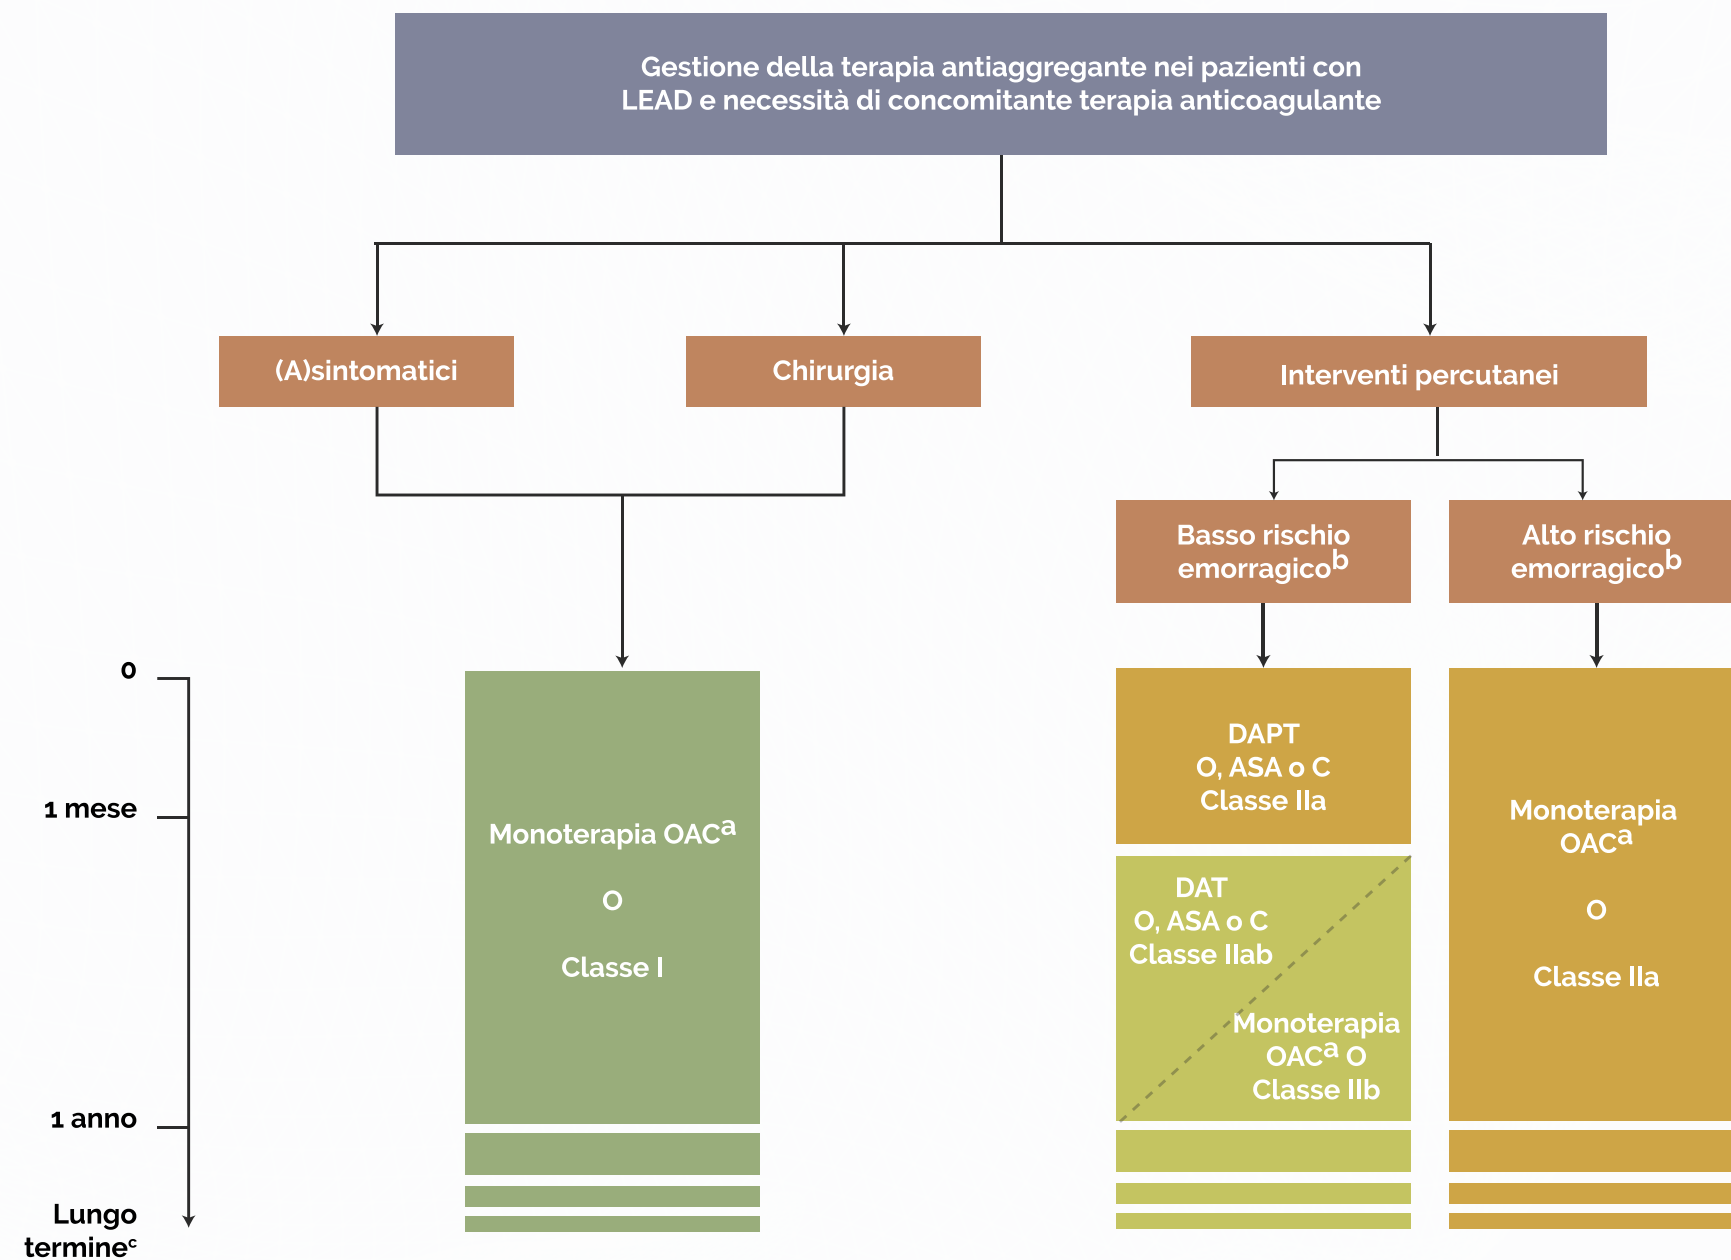 Gestione della terapia antiaggregante nei pazienti con
LEAD e necessità di concomitante terapia anticoagulante
(A)sintomatici
Chirurgia
Interventi percutanei
Basso rischio
emorragicob
Alto rischio
emorragicob
0
1 mese
1 anno
Lungo
terminec
Monoterapia OACa
O
Classe I
DAPT
O, ASA o C
Classe IIa
DAT
O, ASA o C
Classe IIab
Monoterapia
OACa O
Classe IIb
Monoterapia
OACa
O
Classe IIa